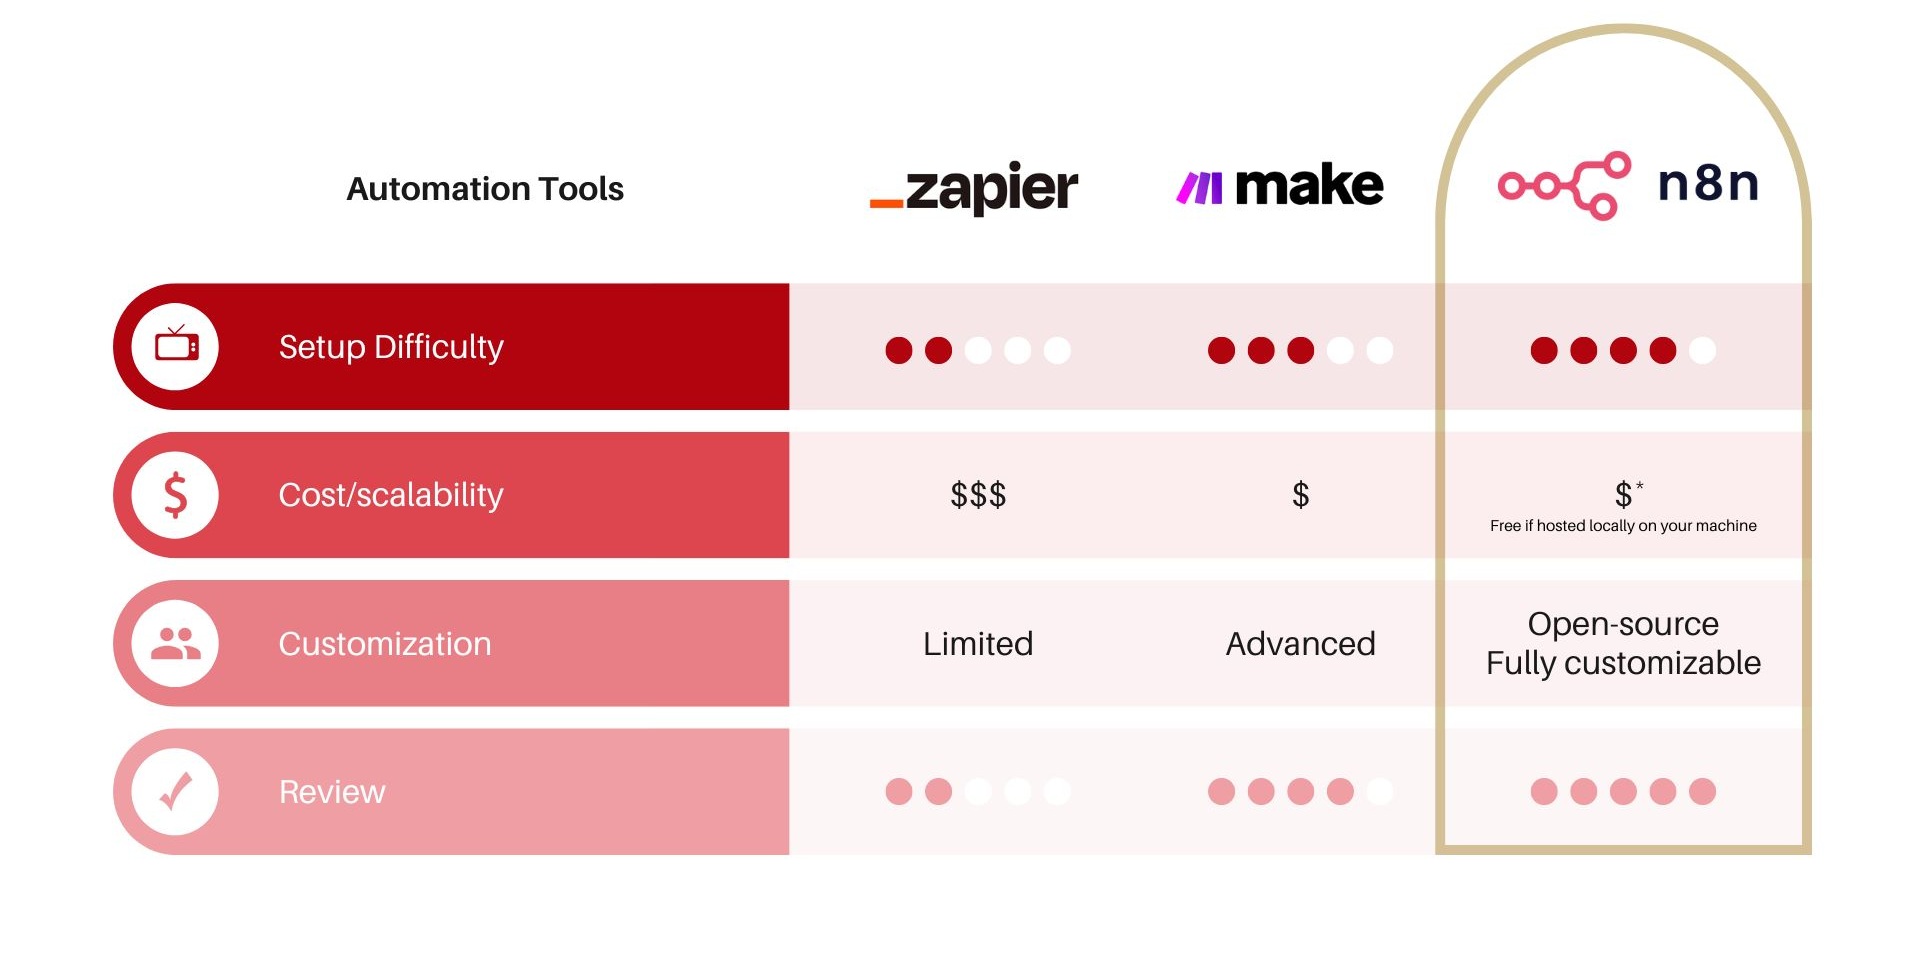 Automation Tools
zapier
make
n8n
Setup Difficulty
Cost/scalability
$$$
$
$*
Free if hosted locally on your machine
Customization
Limited
Advanced
Open-source
Fully customizable
Review